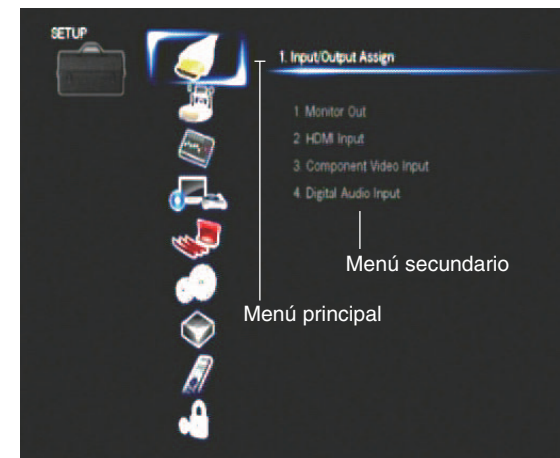 SETUP
1. Input/Output Assign
1 Monitor Out
2 HDMI Input
3 Component Video Input
4 Digital Audio Input
Menú secundario
Menú principal